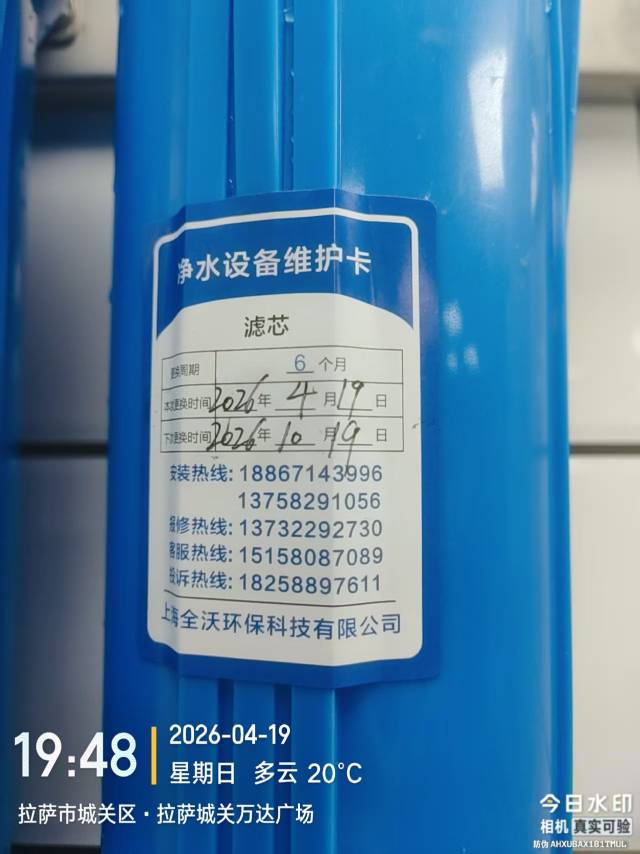 净水设备维护卡
滤芯
更换周期 6 个月
本次更换时间 2026 年 4 月 19 日
下次更换时间 2026 年 10 月 19 日
安装热线: 18867143996
13758291056
报修热线: 13732292730
客服热线: 15158087089
投诉热线: 18258897611
上海全沃环保科技有限公司
19:48
2026-04-19
星期日 多云 20°C
拉萨市城关区·拉萨城关万达广场
今日水印
相机 真实可验
防伪 AHXU8AX1B1TMUL